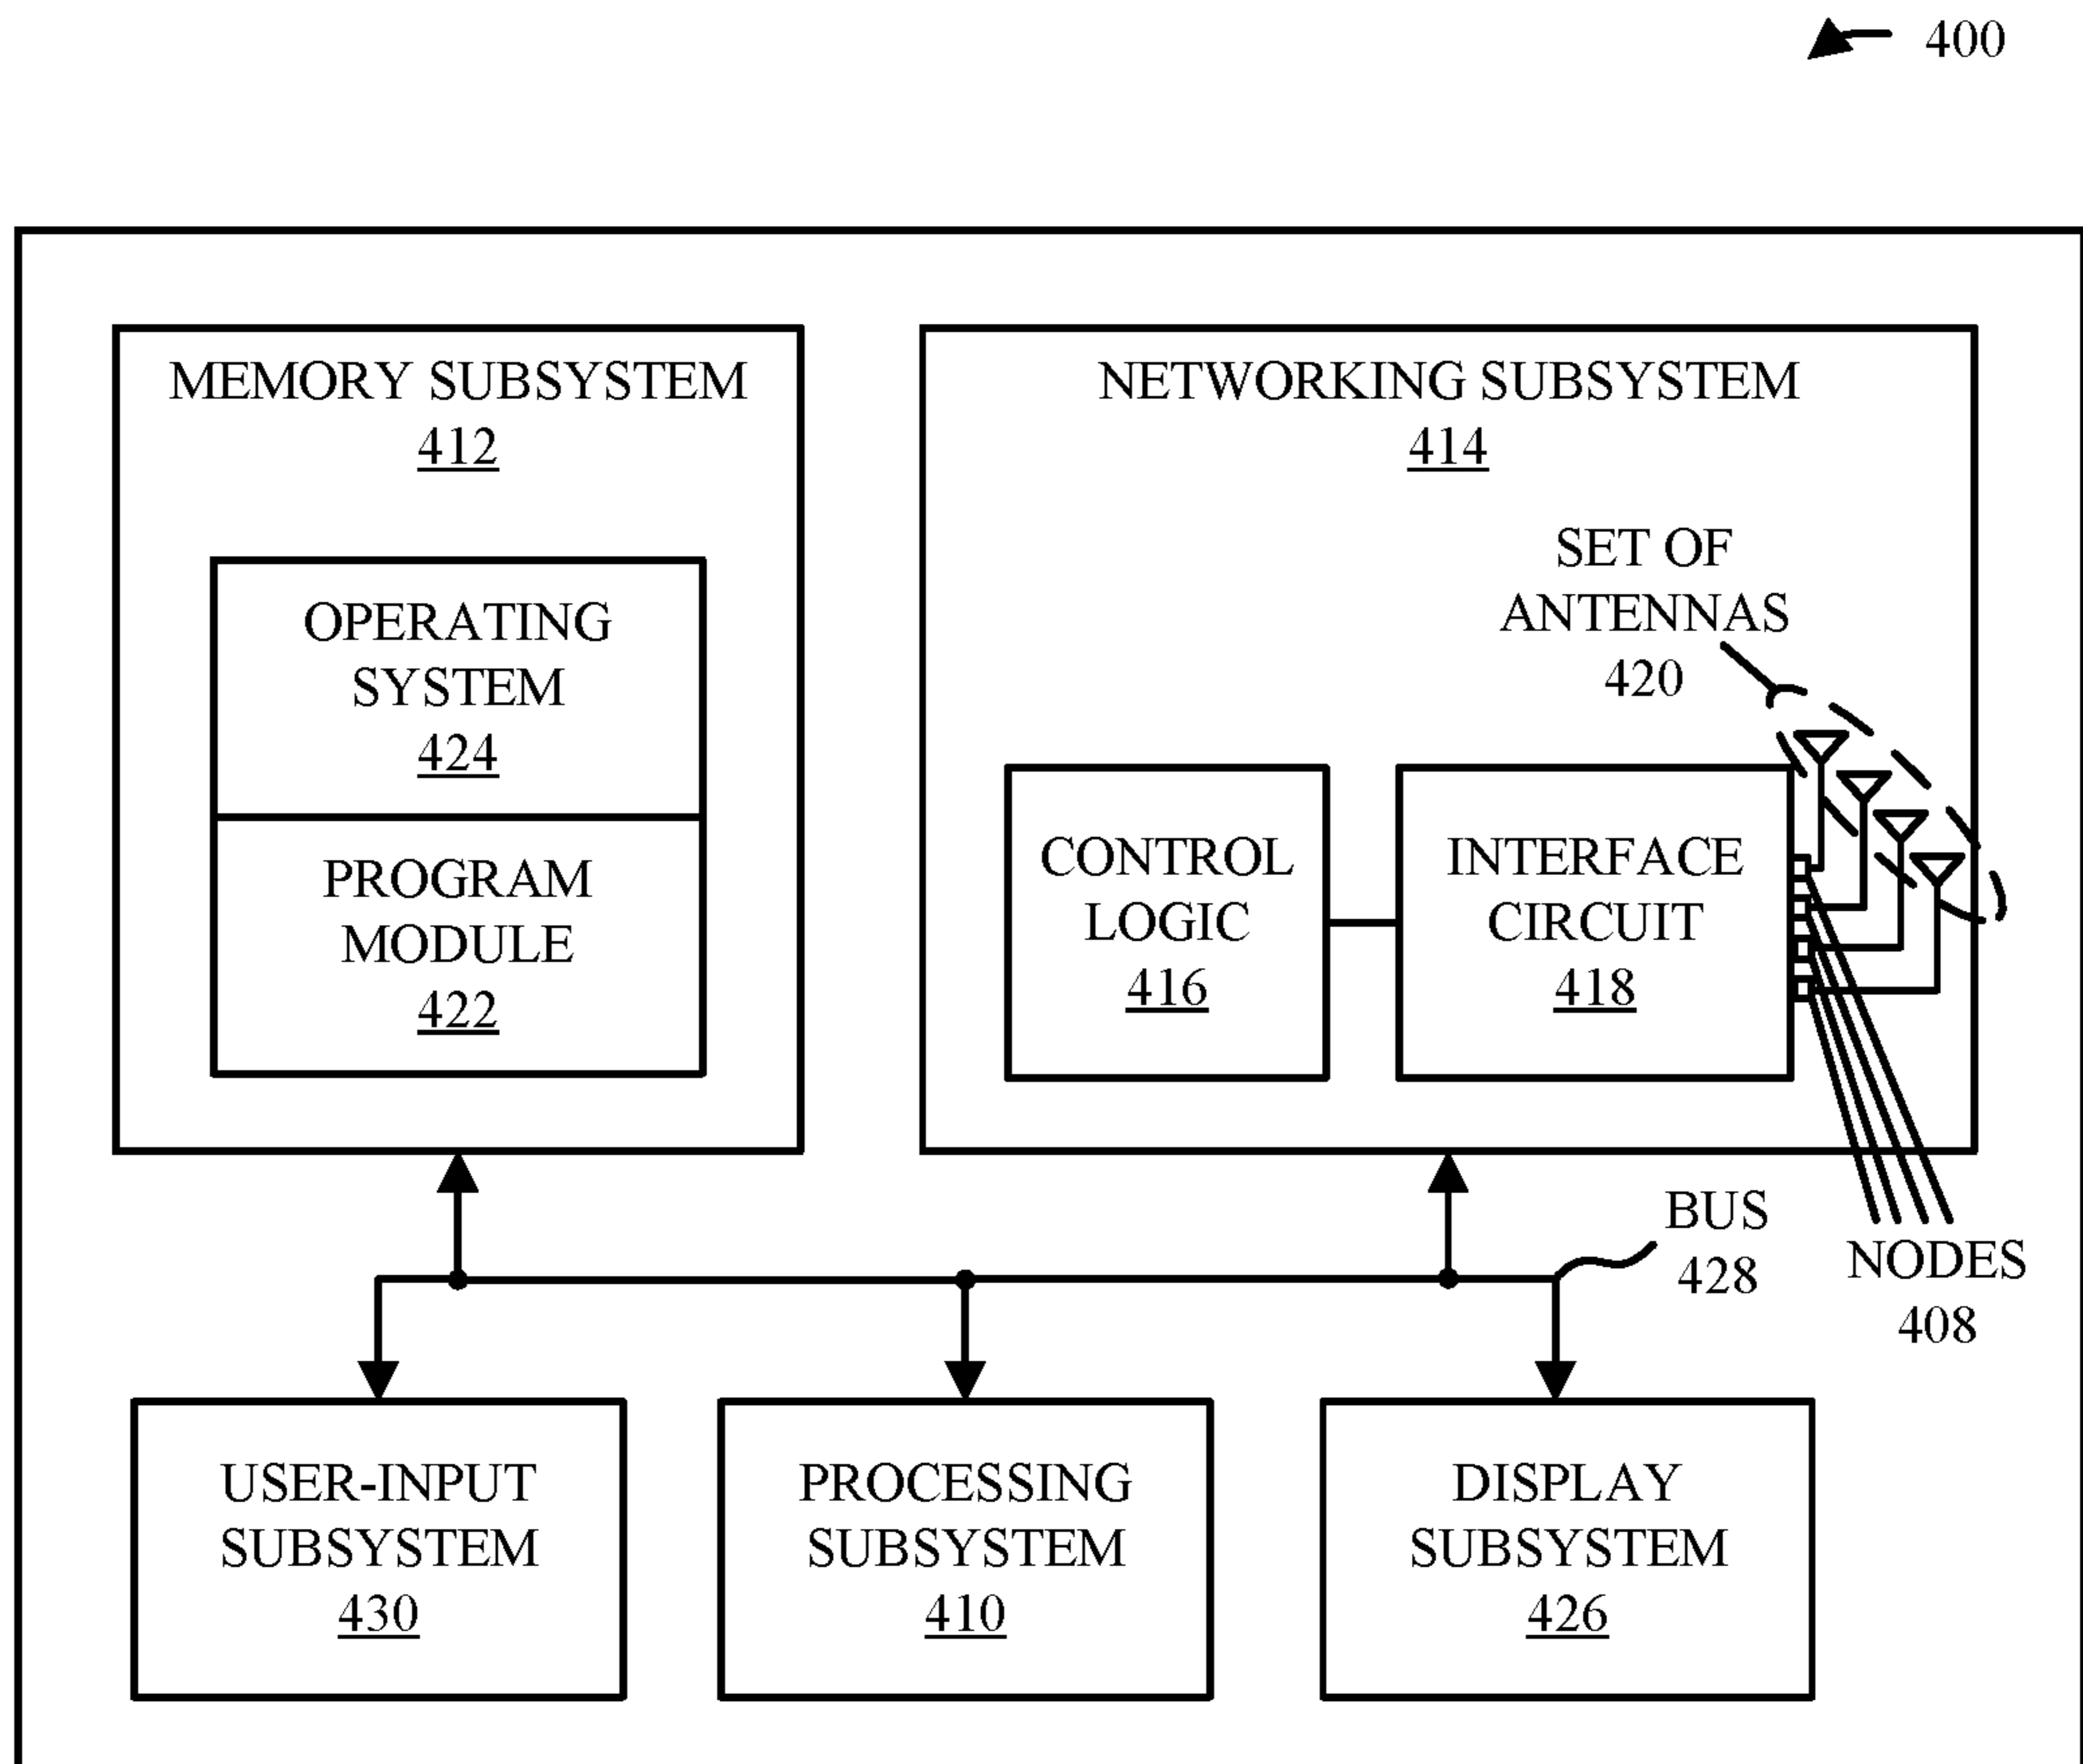 400
MEMORY SUBSYSTEM
412
OPERATING
SYSTEM
424
PROGRAM
MODULE
422
NETWORKING SUBSYSTEM
414
SET OF
ANTENNAS
420
CONTROL
LOGIC
416
INTERFACE
CIRCUIT
418
BUS
428
NODES
408
USER-INPUT
SUBSYSTEM
430
PROCESSING
SUBSYSTEM
410
DISPLAY
SUBSYSTEM
426